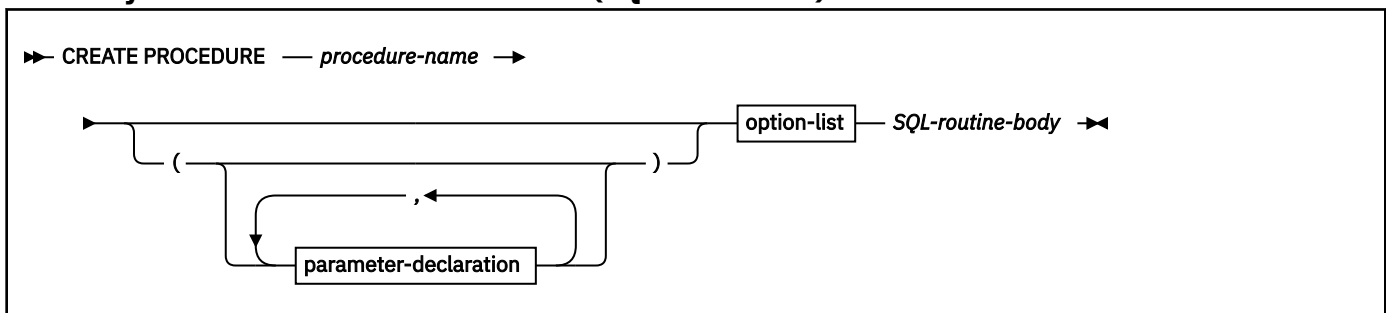 CREATE PROCEDURE procedure-name
option-list SQL-routine-body
( )
,
parameter-declaration